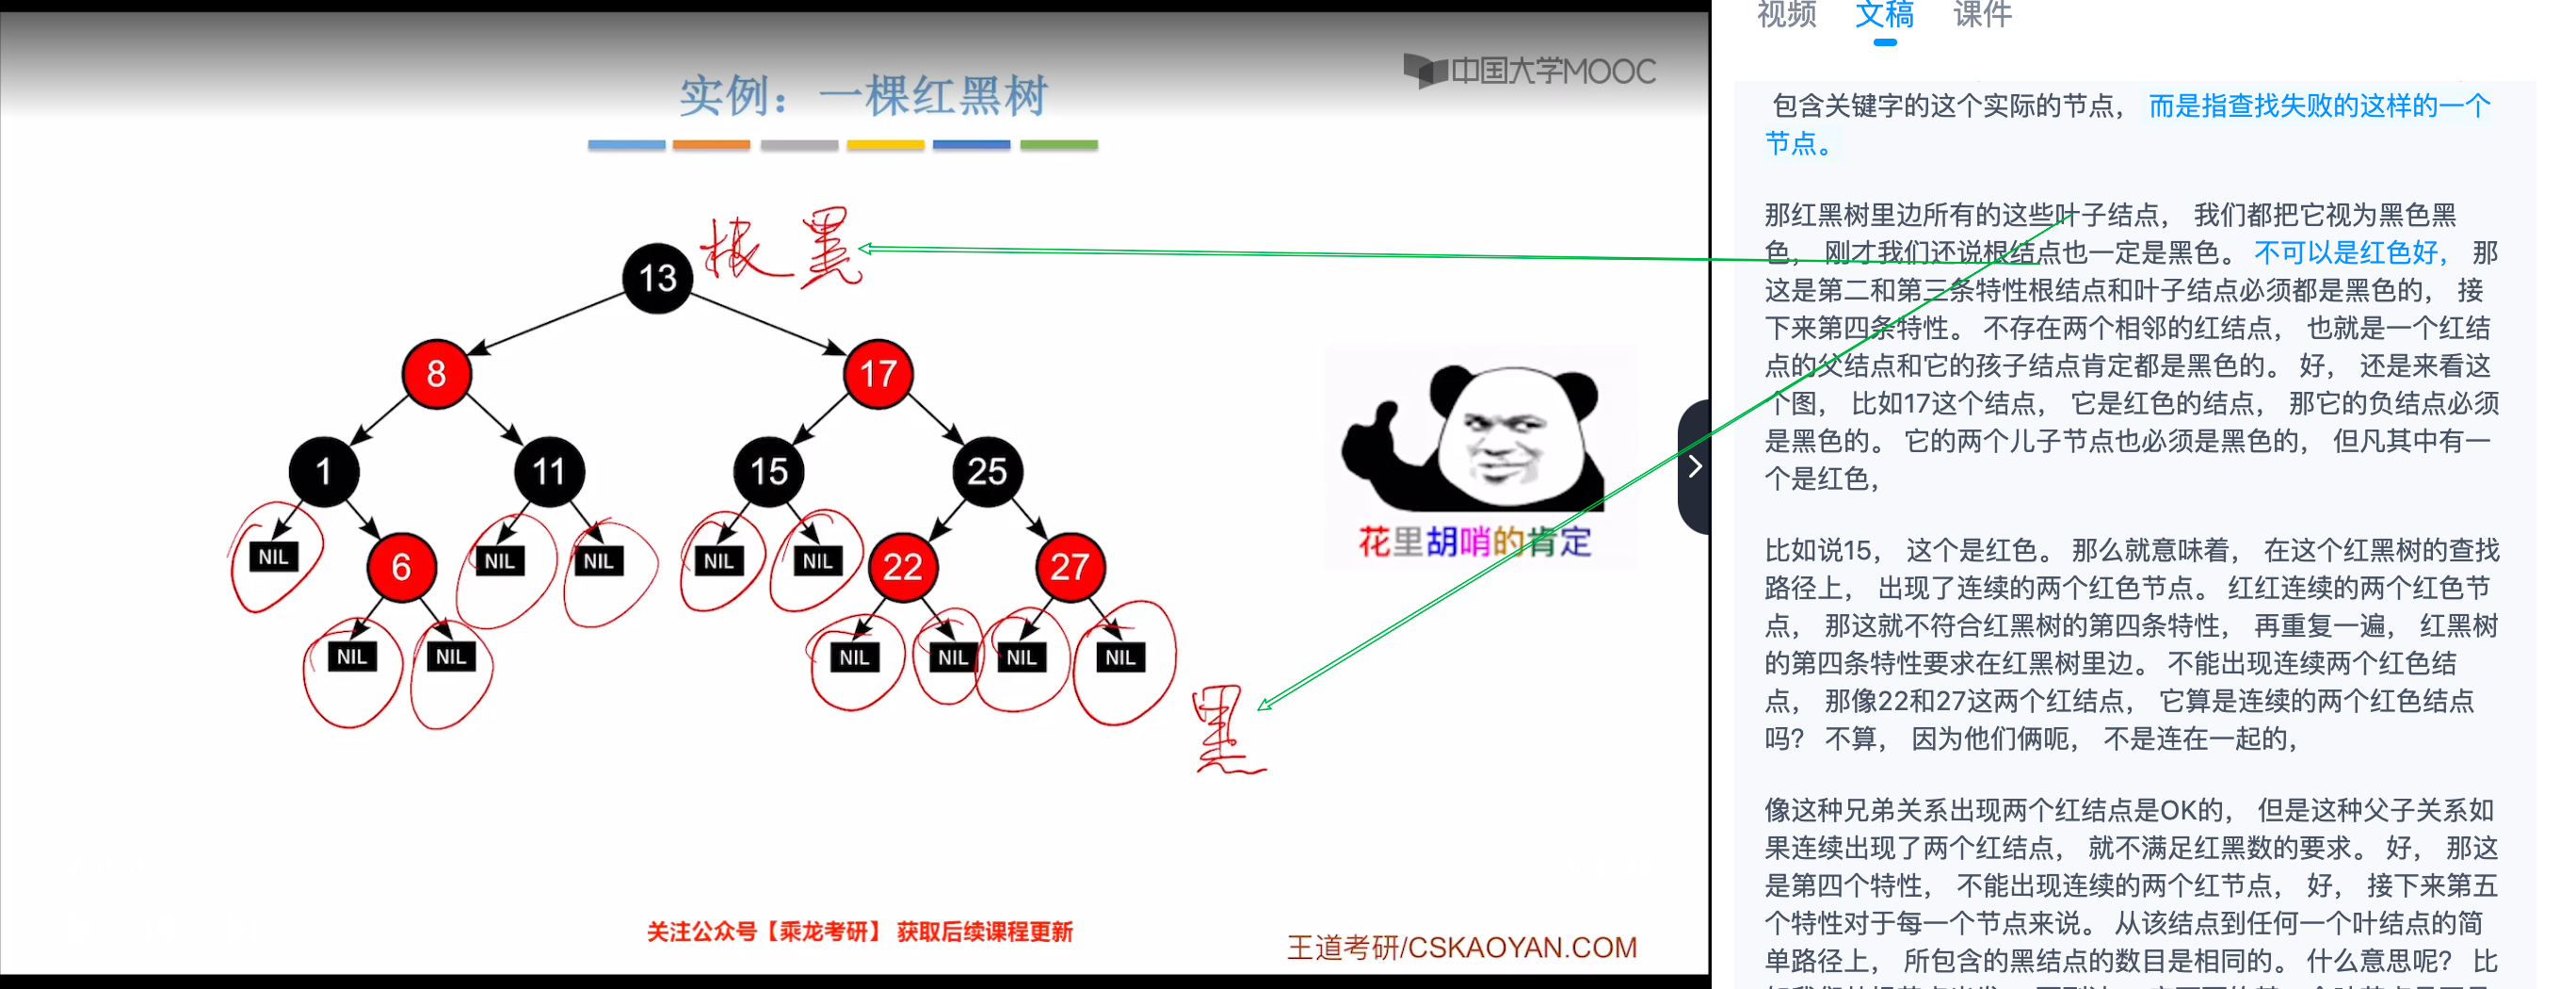 实例：一棵红黑树
中国大学MOOC
根 黑
13
8
17
1
11
15
25
NIL
6
NIL
NIL
NIL
NIL
22
27
NIL
NIL
NIL
NIL
NIL
NIL
黑
花里胡哨的肯定
关注公众号【乘龙考研】 获取后续课程更新
王道考研/CSKAOYAN.COM
视频 文稿 课件
包含关键字的这个实际的节点， 而是指查找失败的这样的一个
节点。
那红黑树里边所有的这些叶子结点， 我们都把它视为黑色黑
色， 刚才我们还说根结点也一定是黑色。 不可以是红色好， 那
这是第二和第三条特性根结点和叶子结点必须都是黑色的， 接
下来第四条特性。 不存在两个相邻的红结点， 也就是一个红结
点的父结点和它的孩子结点肯定都是黑色的。 好， 还是来看这
个图， 比如17这个结点， 它是红色的结点， 那它的负结点必须
是黑色的。 它的两个儿子节点也必须是黑色的， 但凡其中有一
个是红色，
比如说15， 这个是红色。 那么就意味着， 在这个红黑树的查找
路径上， 出现了连续的两个红色节点。 红红连续的两个红色节
点， 那这就不符合红黑树的第四条特性， 再重复一遍， 红黑树
的第四条特性要求在红黑树里边。 不能出现连续两个红色结
点， 那像22和27这两个红结点， 它算是连续的两个红色结点
吗？ 不算， 因为他们俩呃， 不是连在一起的，
像这种兄弟关系出现两个红结点是OK的， 但是这种父子关系如
果连续出现了两个红结点， 就不满足红黑数的要求。 好， 那这
是第四个特性， 不能出现连续的两个红节点， 好， 接下来第五
个特性对于每一个节点来说。 从该结点到任何一个叶结点的简
单路径上， 所包含的黑结点的数目是相同的。 什么意思呢？ 比